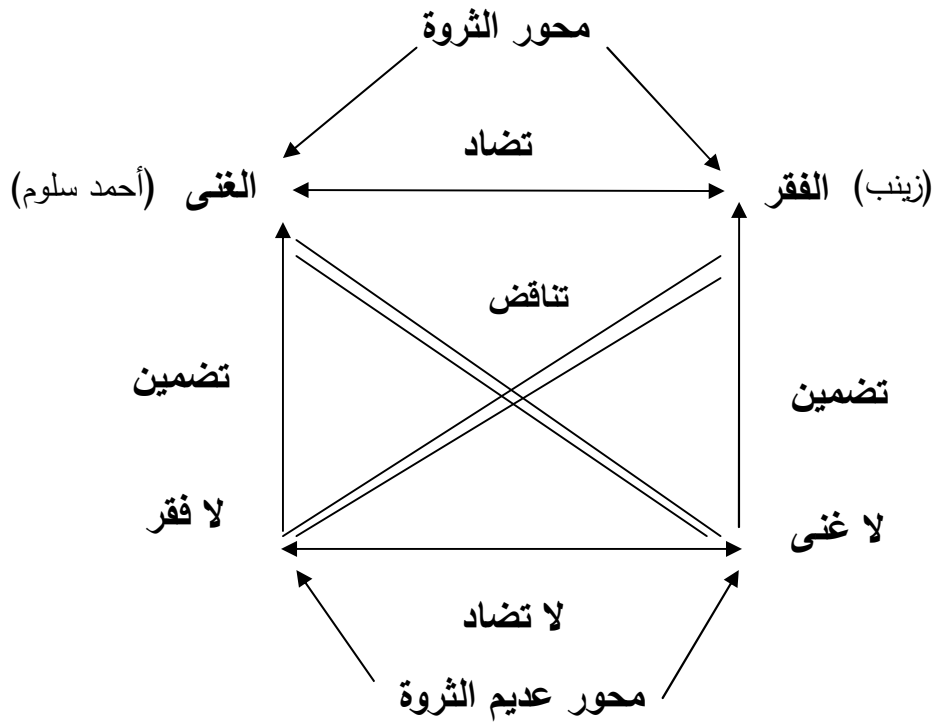 محور الثروة
تضاد
(زينب) الفقر
الغنى (أحمد سلوم)
تناقض
تضمين
تضمين
لا غنى
لا فقر
لا تضاد
محور عديم الثروة